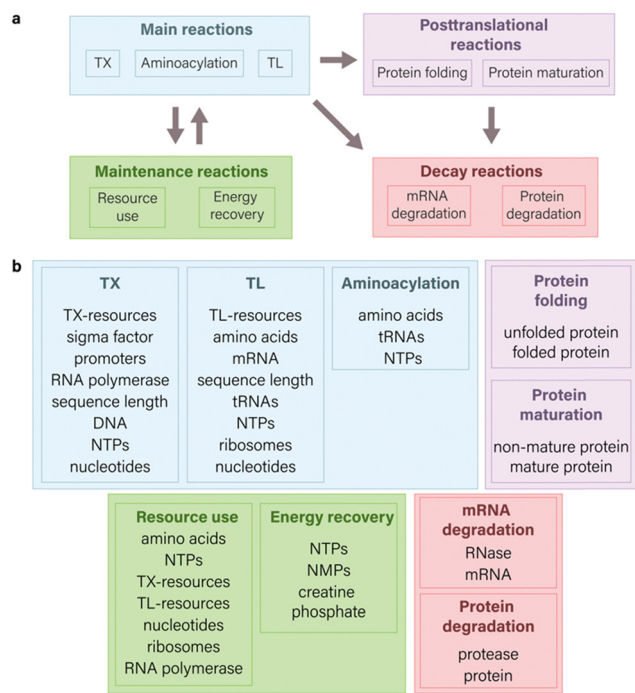 a
Main reactions
TX
Aminoacylation
TL
Posttranslational
reactions
Protein folding
Protein maturation
Maintenance reactions
Resource
use
Energy
recovery
Decay reactions
mRNA
degradation
Protein
degradation
b
TX
TX-resources
sigma factor
promoters
RNA polymerase
sequence length
DNA
NTPs
nucleotides
TL
TL-resources
amino acids
mRNA
sequence length
tRNAs
NTPs
ribosomes
nucleotides
Aminoacylation
amino acids
tRNAs
NTPs
Protein
folding
unfolded protein
folded protein
Protein
maturation
non-mature protein
mature protein
Resource use
amino acids
NTPs
TX-resources
TL-resources
nucleotides
ribosomes
RNA polymerase
Energy recovery
NTPs
NMPs
creatine
phosphate
mRNA
degradation
RNase
mRNA
Protein
degradation
protease
protein